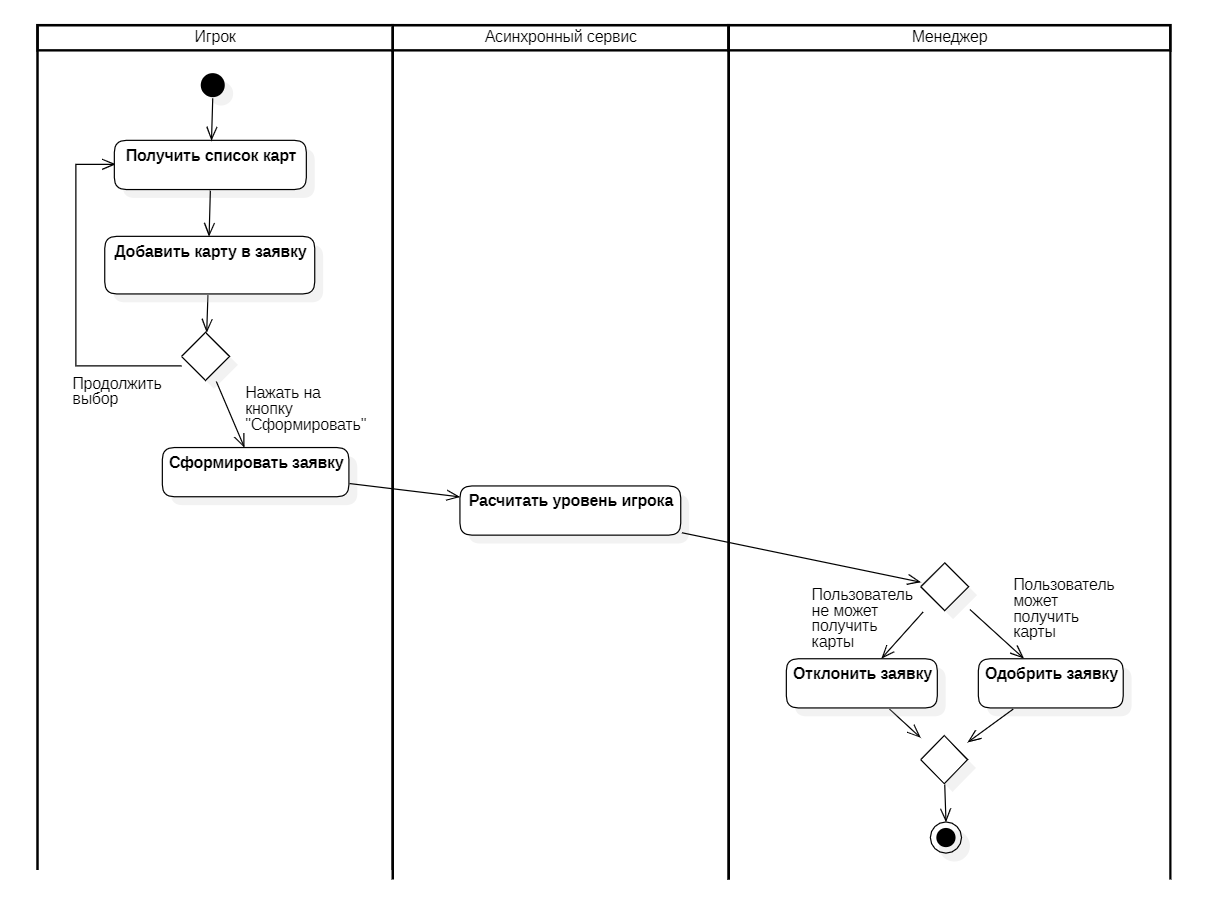 Игрок
Асинхронный сервис
Менеджер
Получить список карт
Добавить карту в заявку
Продолжить
выбор
Нажать на
кнопку
"Сформировать"
Сформировать заявку
Расчитать уровень игрока
Пользователь
не может
получить
карты
Пользователь
может
получить
карты
Отклонить заявку
Одобрить заявку